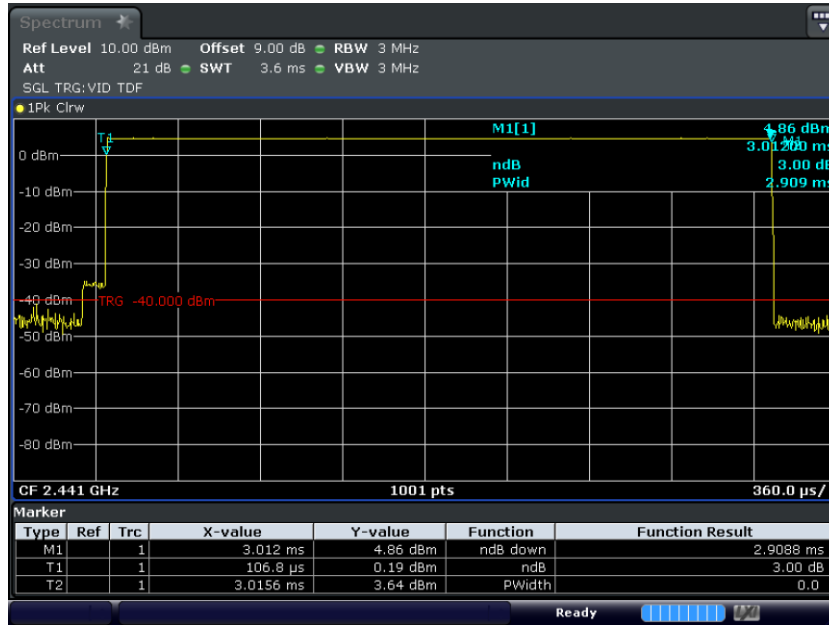 Spectrum
Ref Level 10.00 dBm Offset 9.00 dB RBW 3 MHz
Att 21 dB SWT 3.6 ms VBW 3 MHz
SGL TRG:VID TDF
1Pk Clrw
M1[1] 4.86 dBm
3.01200 ms
ndB 3.00 dB
PWid 2.909 ms
T1
M1
0 dBm
-10 dBm
-20 dBm
-30 dBm
-40 dBm
TRG -40.000 dBm
-50 dBm
-60 dBm
-70 dBm
-80 dBm
CF 2.441 GHz 1001 pts 360.0 µs/
Marker
Type Ref Trc X-value Y-value Function Function Result
M1 1 3.012 ms 4.86 dBm ndB down 2.9088 ms
T1 1 106.8 µs 0.19 dBm ndB 3.00 dB
T2 1 3.0156 ms 3.64 dBm PWidth 0.0
Ready